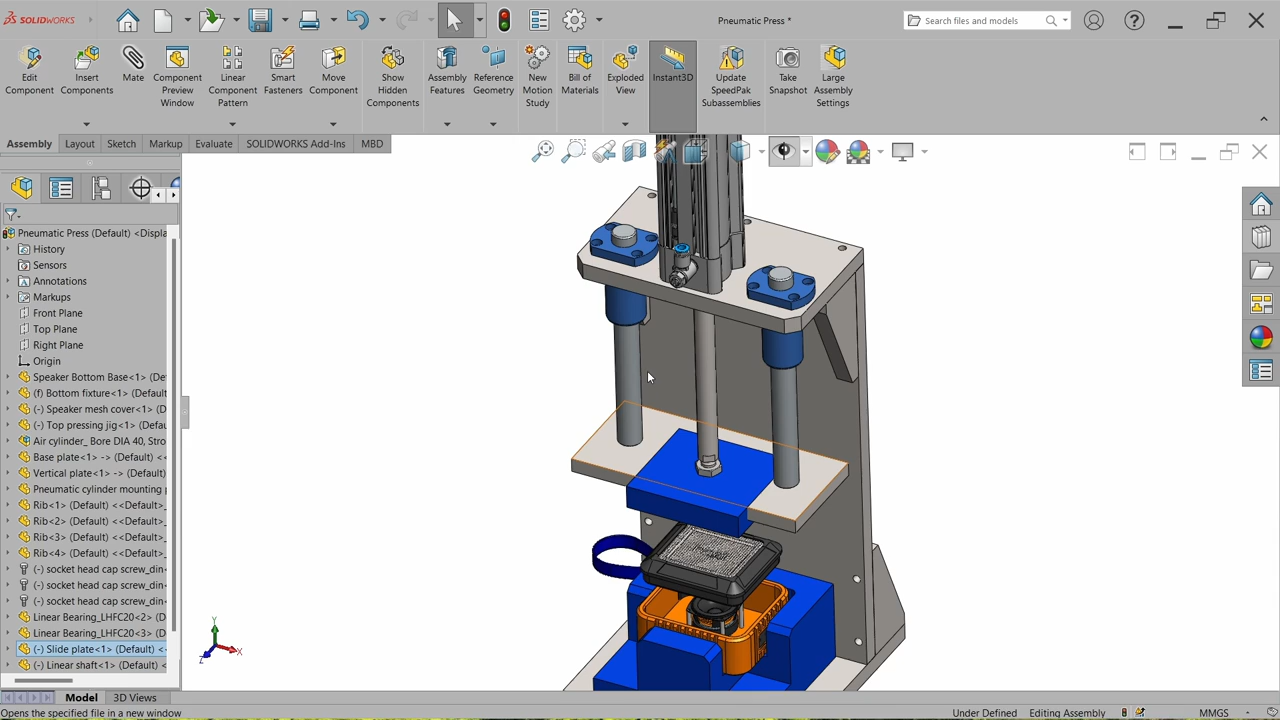 SOLIDWORKS
Pneumatic Press *
Search files and models
Edit Component
Insert Components
Mate
Component Preview Window
Linear Component Pattern
Smart Fasteners
Move Component
Show Hidden Components
Assembly Features
Reference Geometry
New Motion Study
Bill of Materials
Exploded View
Instant3D
Update SpeedPak Subassemblies
Take Snapshot
Large Assembly Settings
Assembly
Layout
Sketch
Markup
Evaluate
SOLIDWORKS Add-Ins
MBD
Pneumatic Press (Default) <Displa
History
Sensors
Annotations
Markups
Front Plane
Top Plane
Right Plane
Origin
Speaker Bottom Base<1> (De
(f) Bottom fixture<1> (Default
(-) Speaker mesh cover<1> (D
(-) Top pressing jig<1> (Defau
Air cylinder_ Bore DIA 40, Stro
Base plate<1> -> (Default) <<
Vertical plate<1> -> (Default)
Pneumatic cylinder mounting
Rib<1> (Default) <<Default>_
Rib<2> (Default) <<Default>_
Rib<3> (Default) <<Default>_
Rib<4> (Default) <<Default>_
(-) socket head cap screw_din
(-) socket head cap screw_din
(-) socket head cap screw_din
Linear Bearing_LHFC20<2> (D
Linear Bearing_LHFC20<3> (D
(-) Slide plate<1> (Default) <
(-) Linear shaft<1> (Default) <
Y
X
Z
Model
3D Views
Opens the specified file in a new window
Under Defined
Editing Assembly
MMGS